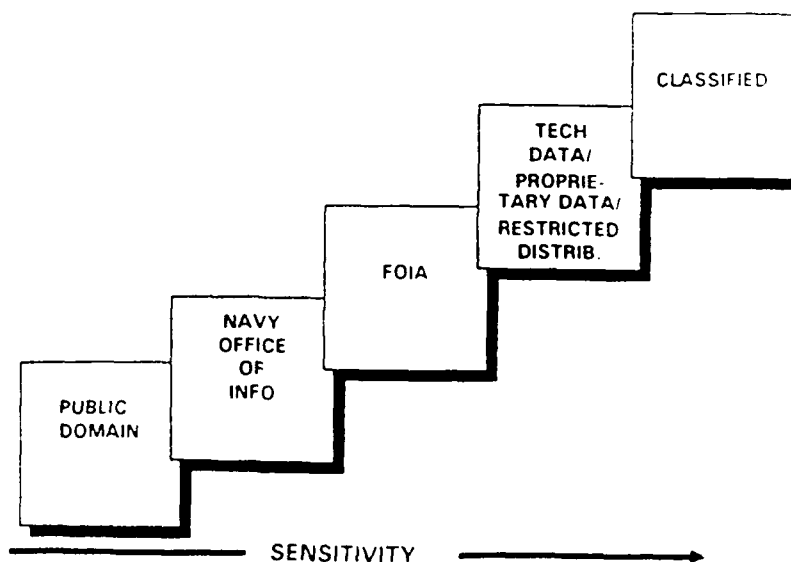 PUBLIC
DOMAIN
NAVY
OFFICE
OF
INFO
FOIA
TECH
DATA/
PROPRIE-
TARY DATA/
RESTRICTED
DISTRIB.
CLASSIFIED
SENSITIVITY